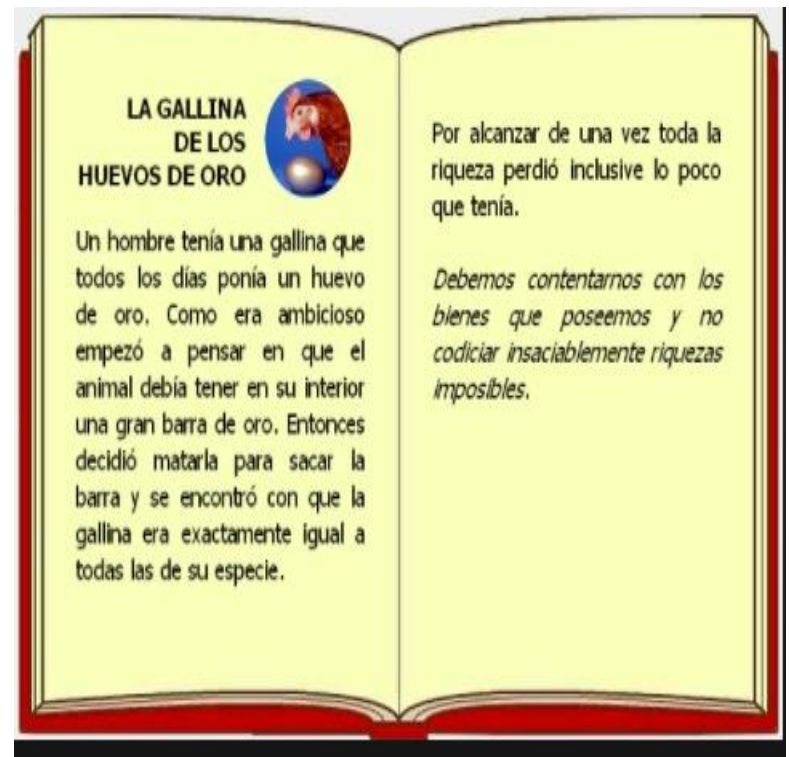 LA GALLINA
DE LOS
HUEVOS DE ORO
Un hombre tenía una gallina que
todos los días ponía un huevo
de oro. Como era ambicioso
empezó a pensar en que el
animal debía tener en su interior
una gran barra de oro. Entonces
decidió matarla para sacar la
barra y se encontró con que la
gallina era exactamente igual a
todas las de su especie.
Por alcanzar de una vez toda la
riqueza perdió inclusive lo poco
que tenía.
Debemos contentarnos con los
bienes que poseemos y no
codiciar insaciablemente riquezas
imposibles.